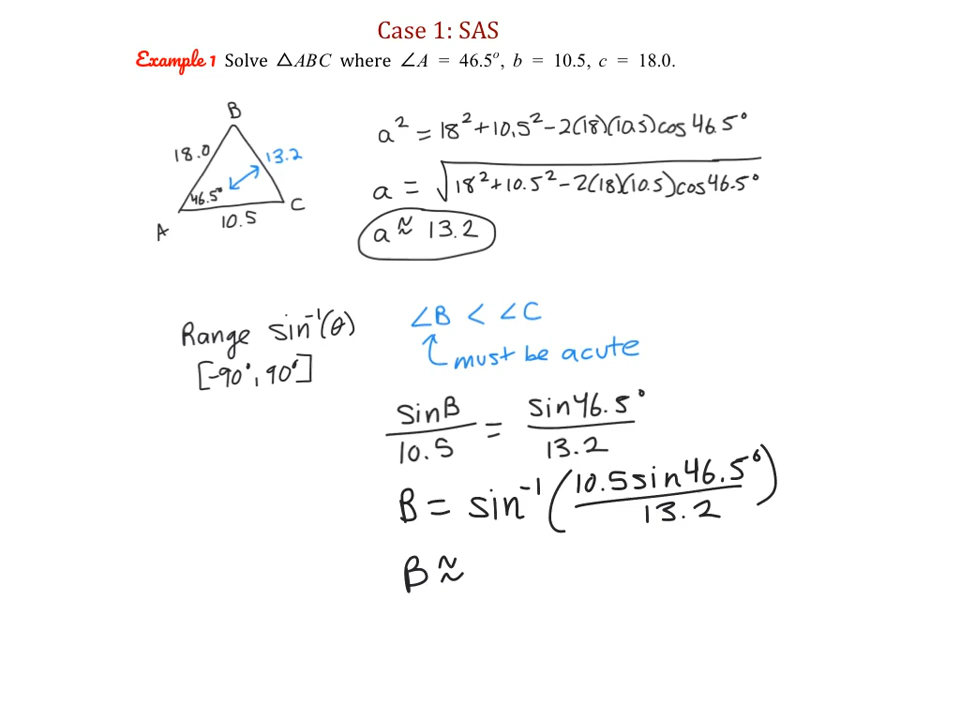 Case 1: SAS
Example 1 Solve △ABC where ∠A = 46.5°, b = 10.5, c = 18.0.
B
18.0
13.2
46.5°
A
10.5
C
a² = 18² + 10.5² - 2(18)(10.5) cos 46.5°
a = √(18² + 10.5² - 2(18)(10.5) cos 46.5°)
a ≈ 13.2
Range sin⁻¹(θ)
[-90°, 90°]
∠B < ∠C
↑ must be acute
sinB/10.5 = sin46.5°/13.2
B = sin⁻¹(10.5sin46.5°/13.2)
B ≈